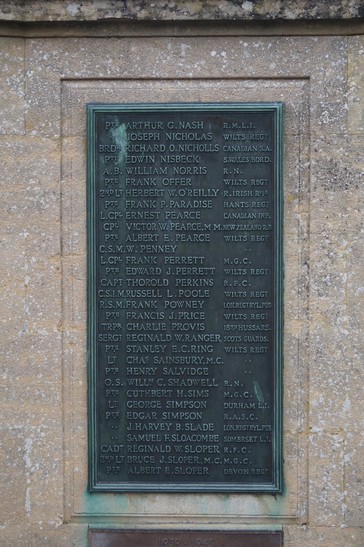 PTE ARTHUR G. NASH R.M.L.I.
" JOSEPH NICHOLAS WILTS REGT
BRDR RICHARD O. NICHOLLS CANADIAN S.A.
PTE EDWIN NISBECK S.WALES BORD.
A.B. WILLIAM NORRIS R.N.
PTE FRANK OFFER WILTS REGT
2ND LT HERBERT W. O'REILLY R.IRISH
PTE FRANK P. PARADISE HANTS REGT
L.CPL ERNEST PEARCE CANADIAN INF.
CPL VICTOR W. PEARCE, M.M. NEW ZEALAND
PTE ALBERT E. PEARCE WILTS REGT
C.S.M. W. PENNEY "
L.CPL FRANK PERRETT M.G.C.
PTE EDWARD J. PERRETT WILTS REGT
CAPT THOROLD PERKINS R.F.C.
RUSSELL L. POOLE WILTS REGT
FRANK POWNEY
PTE FRANCIS J. PRICE WILTS REGT
TRPR CHARLIE PROVIS HUSSARS.
SERGT REGINALD W. RANGER SCOTS GUARDS.
PTE STANLEY E.C. RING WILTS REGT
LT CHAS SAINSBURY, M.C. "
PTE HENRY SALVIDGE "
O.S. WILLM C. SHADWELL R.N.
PTE CUTHBERT H. SIMS M.G.C.
LT GEORGE SIMPSON DURHAM L.I.
PTE EDGAR SIMPSON R.A.S.C.
" J. HARVEY B. SLADE
" SAMUEL F. SLOACOMBE SOMERSET L.I.
CADT REGINALD W. SLOPER R.F.C.
2ND LT BRUCE J. SLOPER, M.C. M.G.C.
PTE ALBERT E. SLOPER DEVON REGT